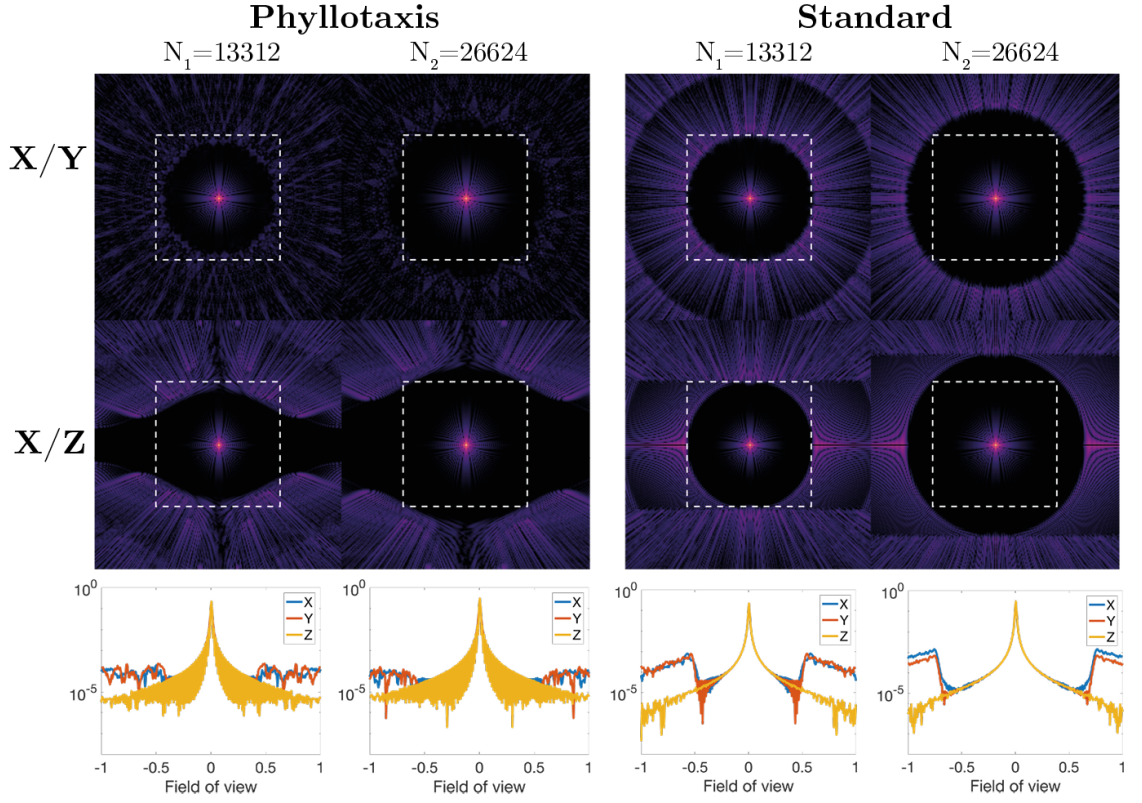 Phyllotaxis Standard
N₁=13312 N₂=26624 N₁=13312 N₂=26624
X/Y
X/Z
10⁰ 10⁰ 10⁰ 10⁰
X X X X
Y Y Y Y
Z Z Z Z
10⁻⁵ 10⁻⁵ 10⁻⁵ 10⁻⁵
-1 -0.5 0 0.5 1 -1 -0.5 0 0.5 1 -1 -0.5 0 0.5 1 -1 -0.5 0 0.5 1
Field of view Field of view Field of view Field of view